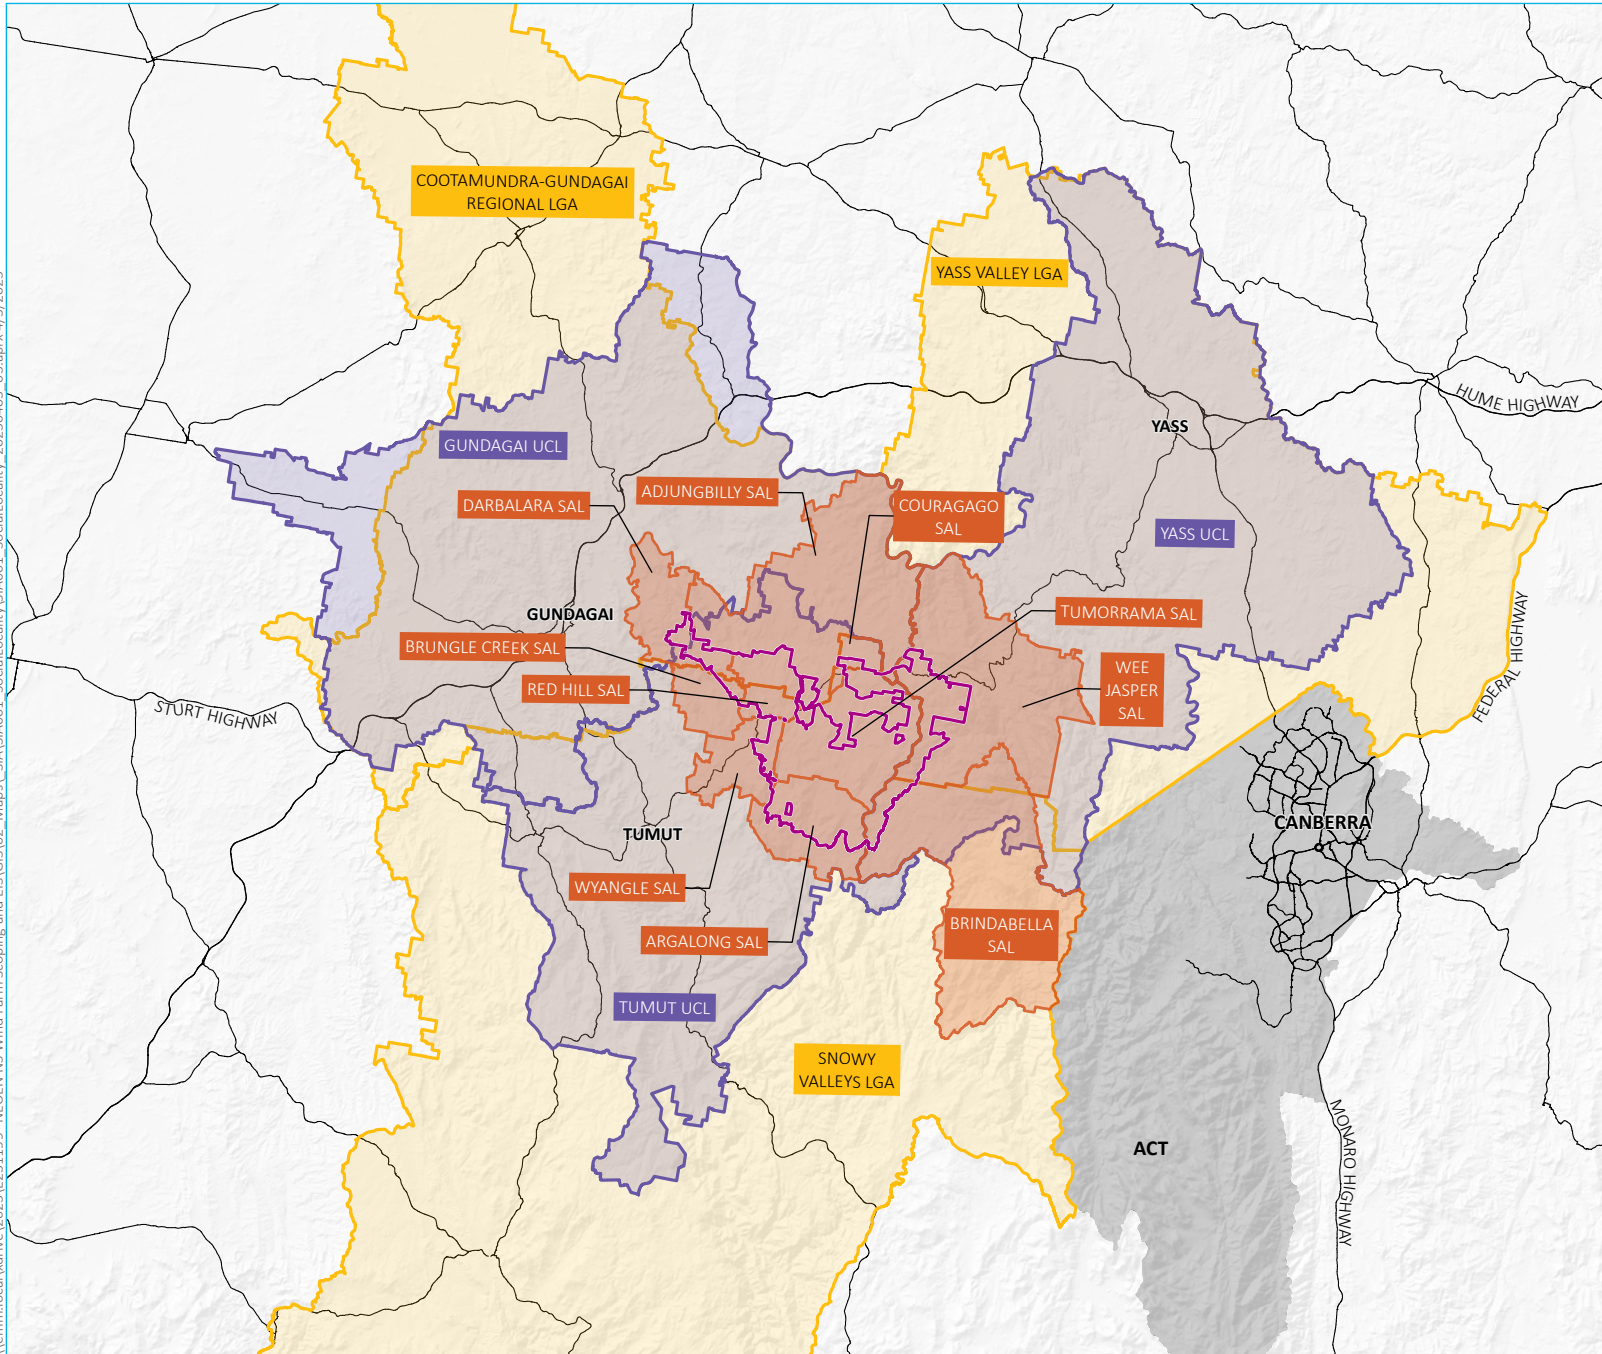 COOTAMUNDRA-GUNDAGAI
REGIONAL LGA
YASS VALLEY LGA
HUME HIGHWAY
YASS
GUNDAGAI UCL
ADJUNGBILLY SAL
DARBALARA SAL
COURAGAGO
SAL
YASS UCL
GUNDAGAI
TUMORRAMA SAL
BRUNGLE CREEK SAL
WEE
JASPER
SAL
RED HILL SAL
FEDERAL HIGHWAY
STURT HIGHWAY
TUMUT
CANBERRA
WYANGLE SAL
BRINDABELLA
SAL
ARGALONG SAL
TUMUT UCL
SNOWY
VALLEYS LGA
ACT
MONARO HIGHWAY